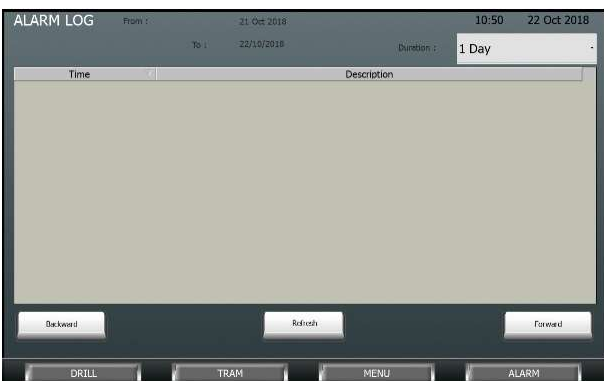 ALARM LOG From : 21 Oct 2018 10:50 22 Oct 2018
To : 22/10/2018 Duration : 1 Day
Time Description
Backward Refresh Forward
DRILL TRAM MENU ALARM